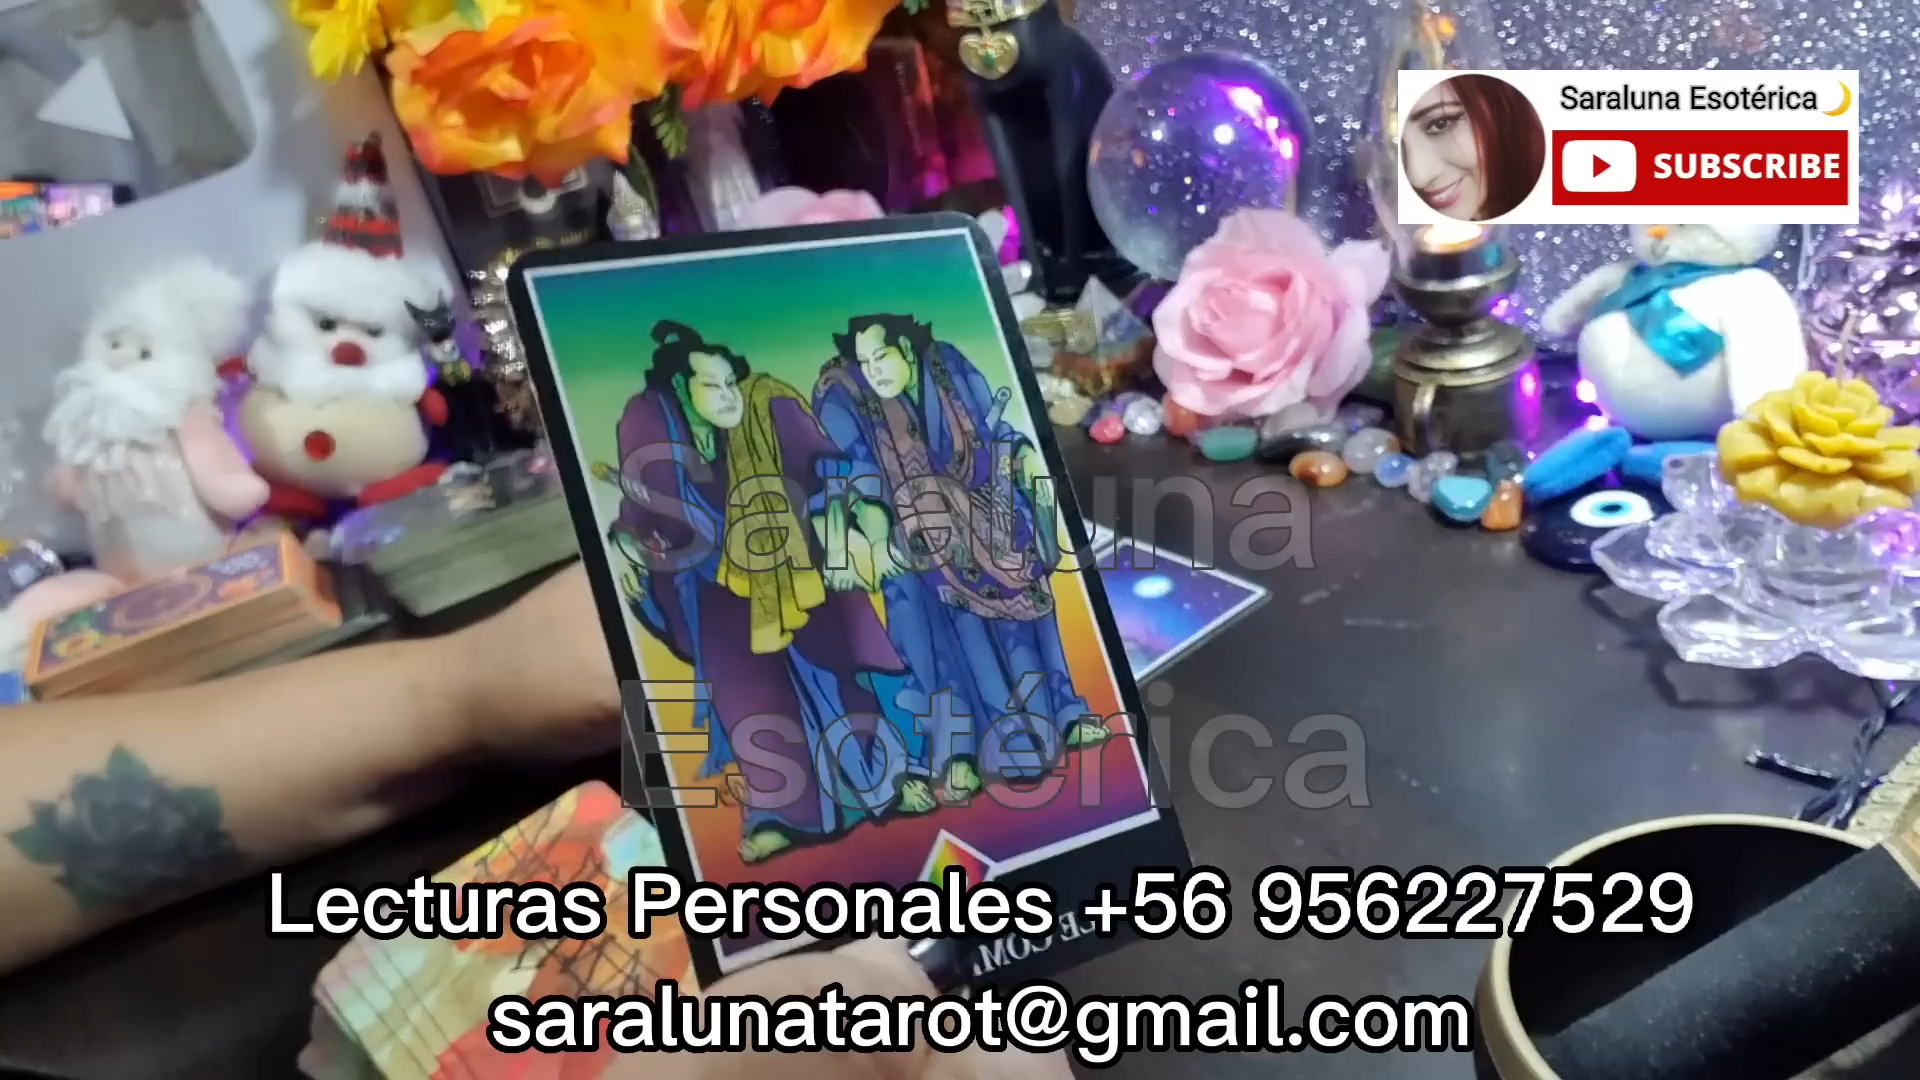 Saraluna Esotérica🌙
SUBSCRIBE
Saraluna
Esotérica
Lecturas Personales +56 956227529
saralunatarot@gmail.com